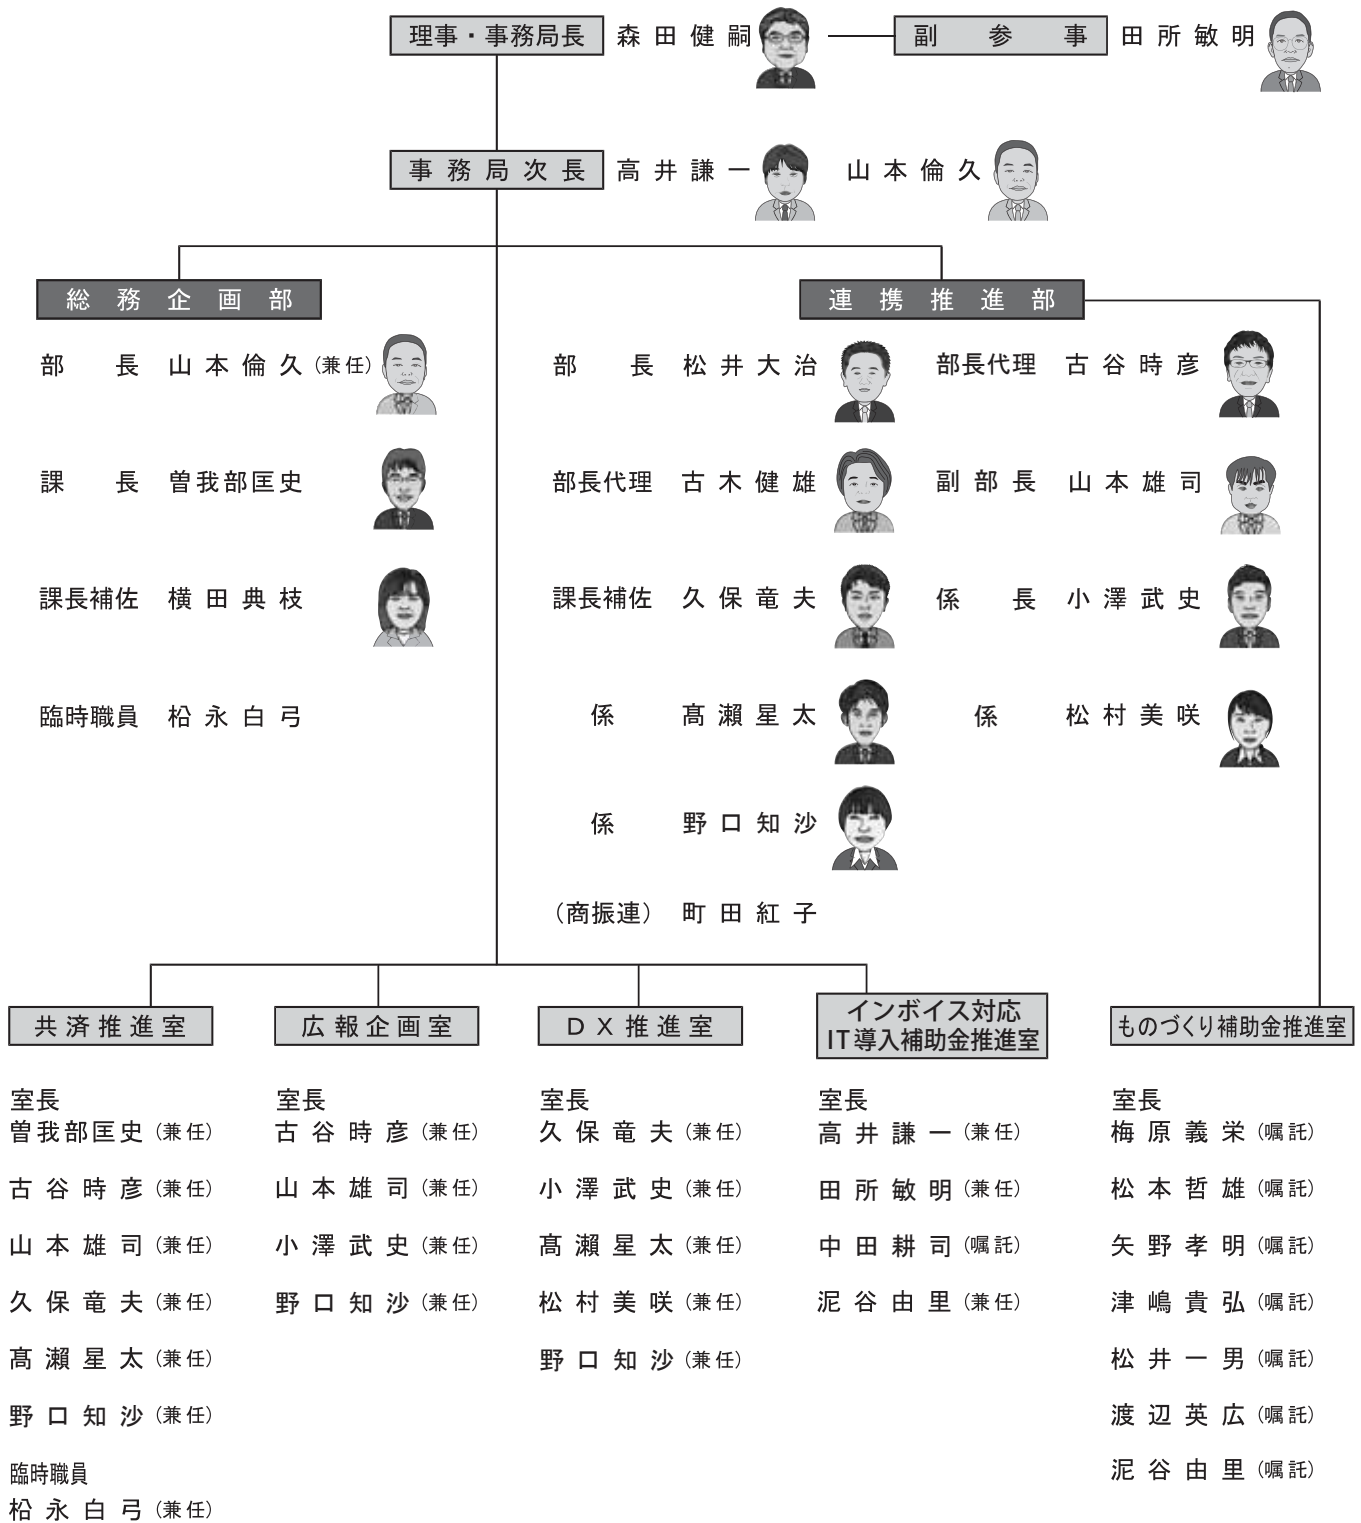 理事・事務局長 森田健嗣 副参事 田所敏明
事務局次長 高井謙一 山本倫久
総務企画部
部長 山本倫久（兼任）
課長 曽我部匡史
課長補佐 横田典枝
臨時職員 枩永白弓
連携推進部
部長 松井大治 部長代理 古谷時彦
部長代理 古木健雄 副部長 山本雄司
課長補佐 久保竜夫 係長 小澤武史
係 髙瀨星太 係 松村美咲
係 野口知沙
（商振連） 町田紅子
共済推進室
室長
曽我部匡史（兼任）
古谷時彦（兼任）
山本雄司（兼任）
久保竜夫（兼任）
髙瀨星太（兼任）
野口知沙（兼任）
臨時職員
枩永白弓（兼任）
広報企画室
室長
古谷時彦（兼任）
山本雄司（兼任）
小澤武史（兼任）
野口知沙（兼任）
ＤＸ推進室
室長
久保竜夫（兼任）
小澤武史（兼任）
髙瀨星太（兼任）
松村美咲（兼任）
野口知沙（兼任）
インボイス対応
IT導入補助金推進室
室長
高井謙一（兼任）
田所敏明（兼任）
中田耕司（嘱託）
泥谷由里（兼任）
ものづくり補助金推進室
室長
梅原義栄（嘱託）
松本哲雄（嘱託）
矢野孝明（嘱託）
津嶋貴弘（嘱託）
松井一男（嘱託）
渡辺英広（嘱託）
泥谷由里（嘱託）